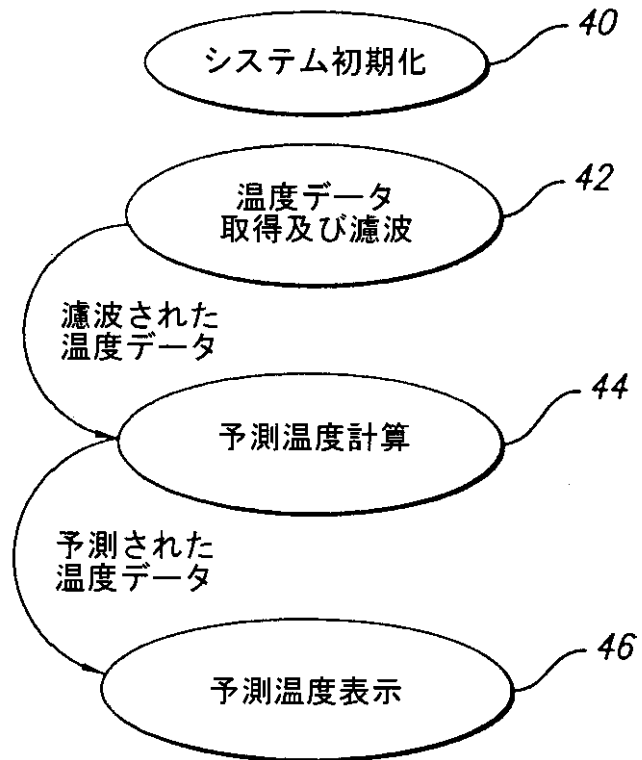 システム初期化
40
温度データ
取得及び濾波
42
濾波された
温度データ
予測温度計算
44
予測された
温度データ
予測温度表示
46